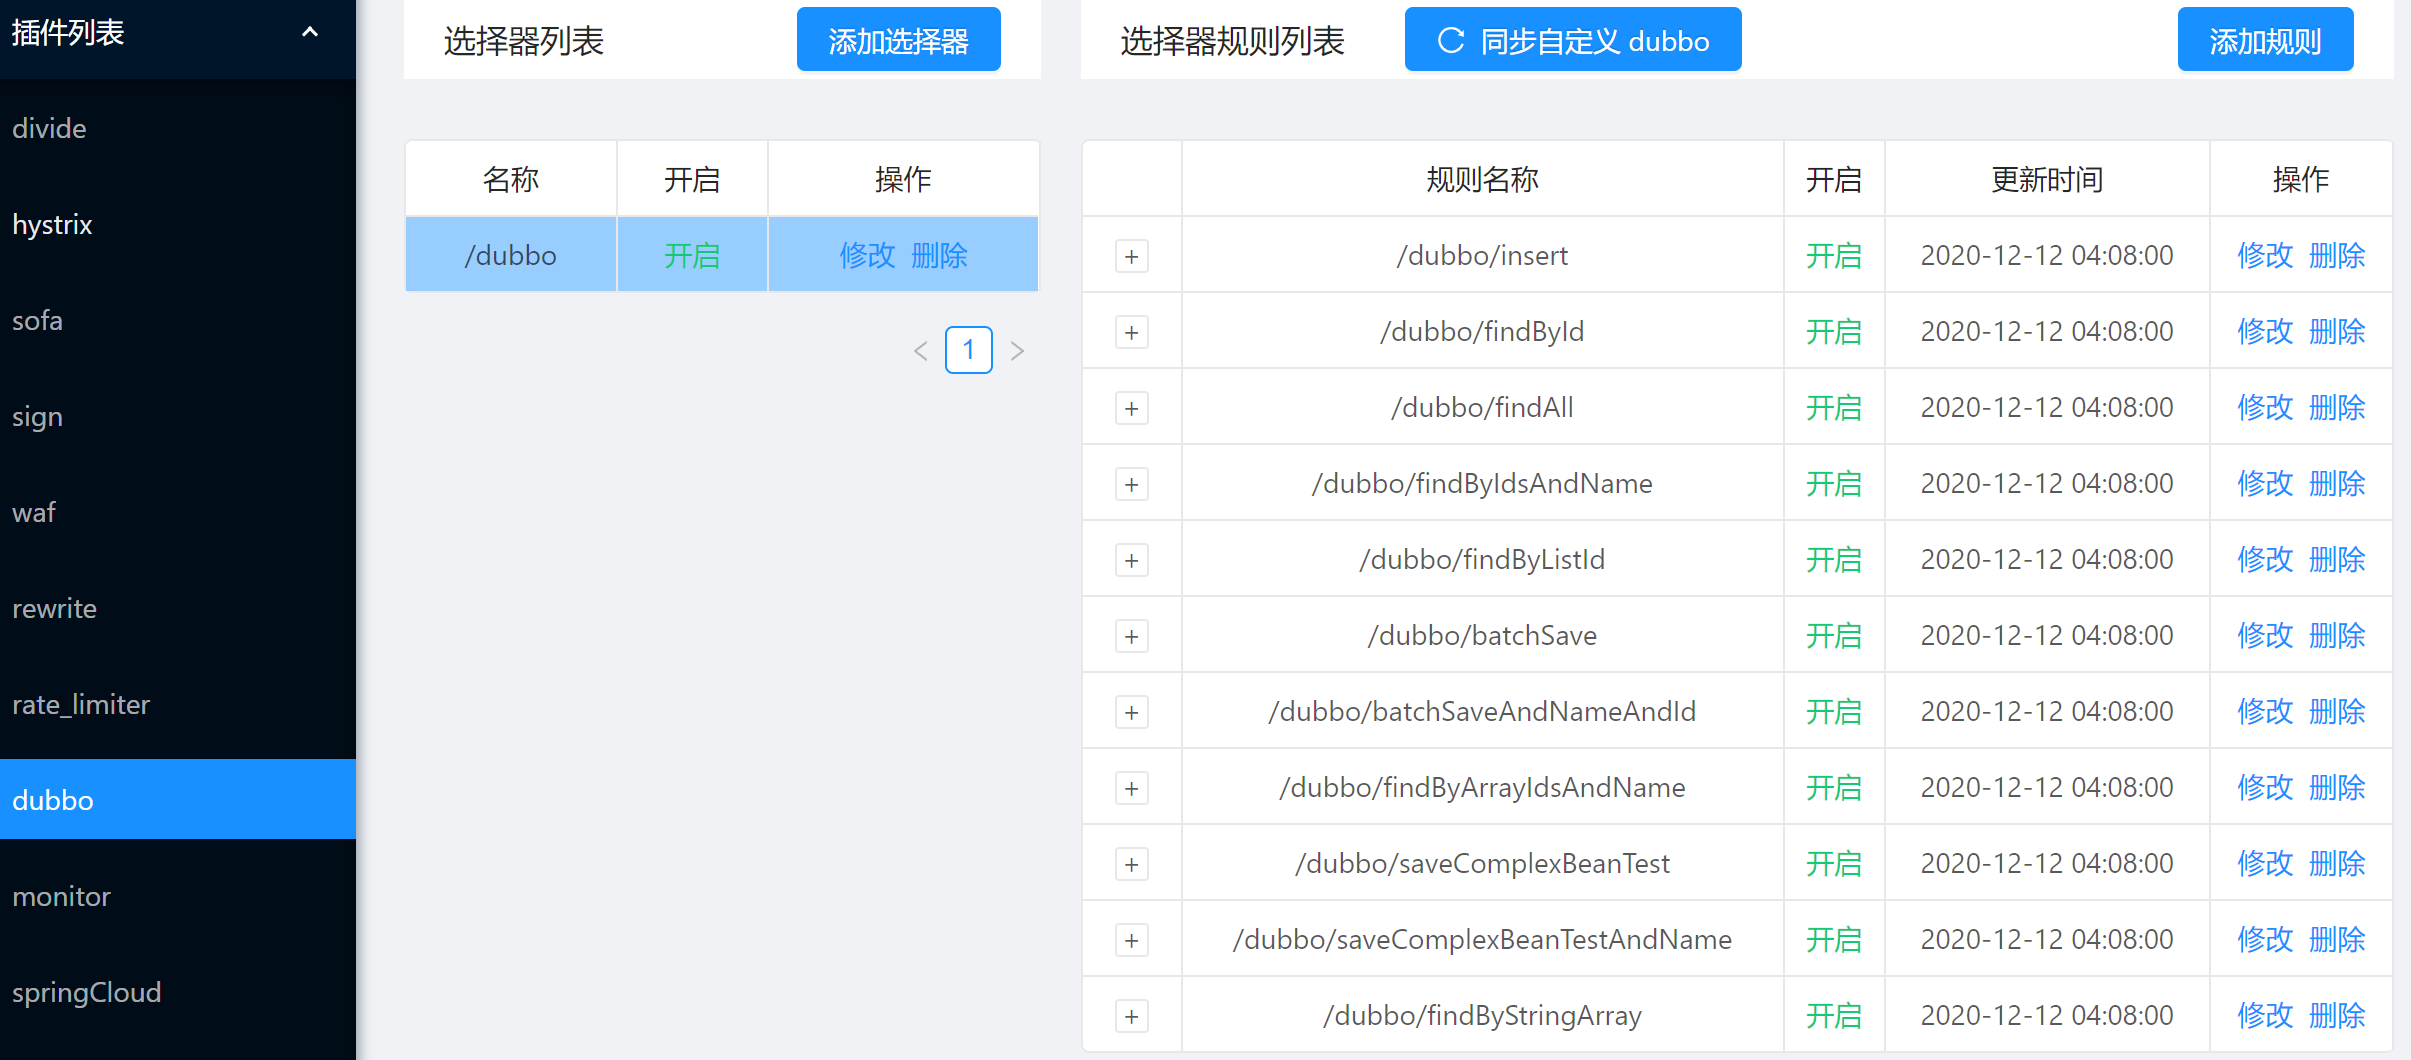 插件列表
divide
hystrix
sofa
sign
waf
rewrite
rate_limiter
dubbo
monitor
springCloud
选择器列表 添加选择器
名称 开启 操作
/dubbo 开启 修改 删除
1
选择器规则列表 同步自定义 dubbo 添加规则
规则名称 开启 更新时间 操作
+ /dubbo/insert 开启 2020-12-12 04:08:00 修改 删除
+ /dubbo/findById 开启 2020-12-12 04:08:00 修改 删除
+ /dubbo/findAll 开启 2020-12-12 04:08:00 修改 删除
+ /dubbo/findByIdsAndName 开启 2020-12-12 04:08:00 修改 删除
+ /dubbo/findByListId 开启 2020-12-12 04:08:00 修改 删除
+ /dubbo/batchSave 开启 2020-12-12 04:08:00 修改 删除
+ /dubbo/batchSaveAndNameAndId 开启 2020-12-12 04:08:00 修改 删除
+ /dubbo/findByArrayIdsAndName 开启 2020-12-12 04:08:00 修改 删除
+ /dubbo/saveComplexBeanTest 开启 2020-12-12 04:08:00 修改 删除
+ /dubbo/saveComplexBeanTestAndName 开启 2020-12-12 04:08:00 修改 删除
+ /dubbo/findByStringArray 开启 2020-12-12 04:08:00 修改 删除